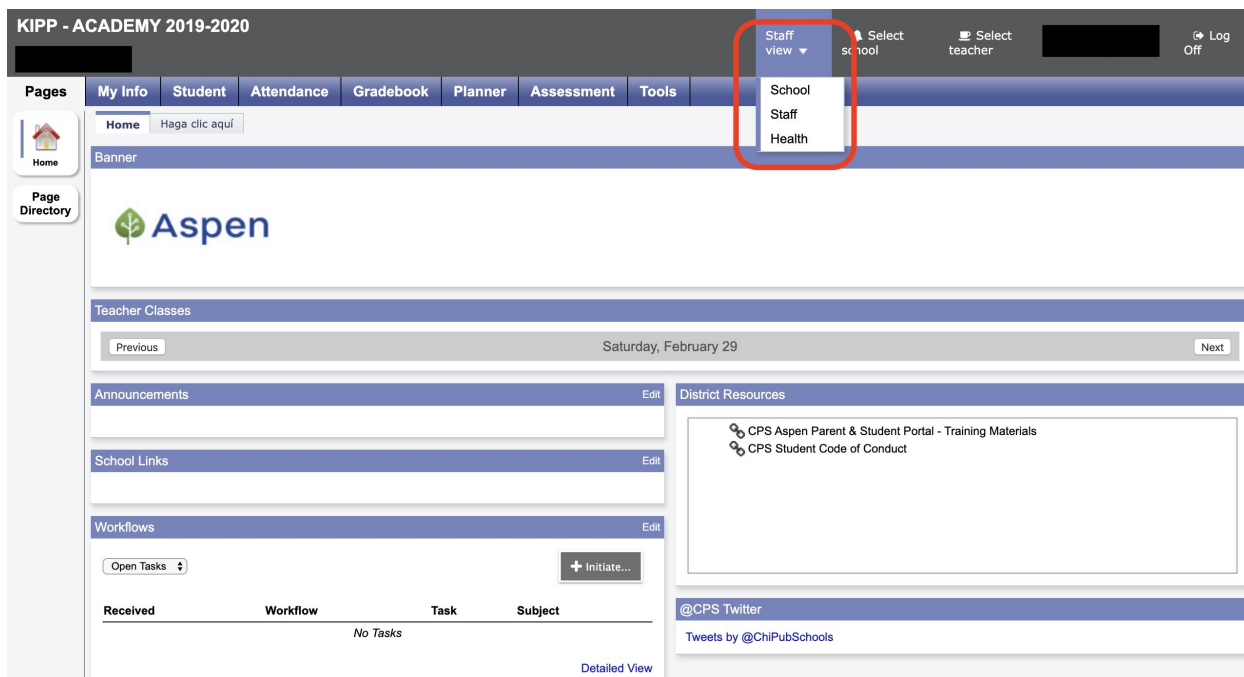 KIPP - ACADEMY 2019-2020
Staff view ▼
Select school
Select teacher
Log Off
Pages
My Info Student Attendance Gradebook Planner Assessment Tools
School
Staff
Health
Home Haga clic aquí
Home
Page Directory
Banner
Aspen
Teacher Classes
Previous Saturday, February 29 Next
Announcements Edit
School Links Edit
Workflows Edit
Open Tasks
+ Initiate...
Received Workflow Task Subject
No Tasks
Detailed View
District Resources
CPS Aspen Parent & Student Portal - Training Materials
CPS Student Code of Conduct
@CPS Twitter
Tweets by @ChiPubSchools